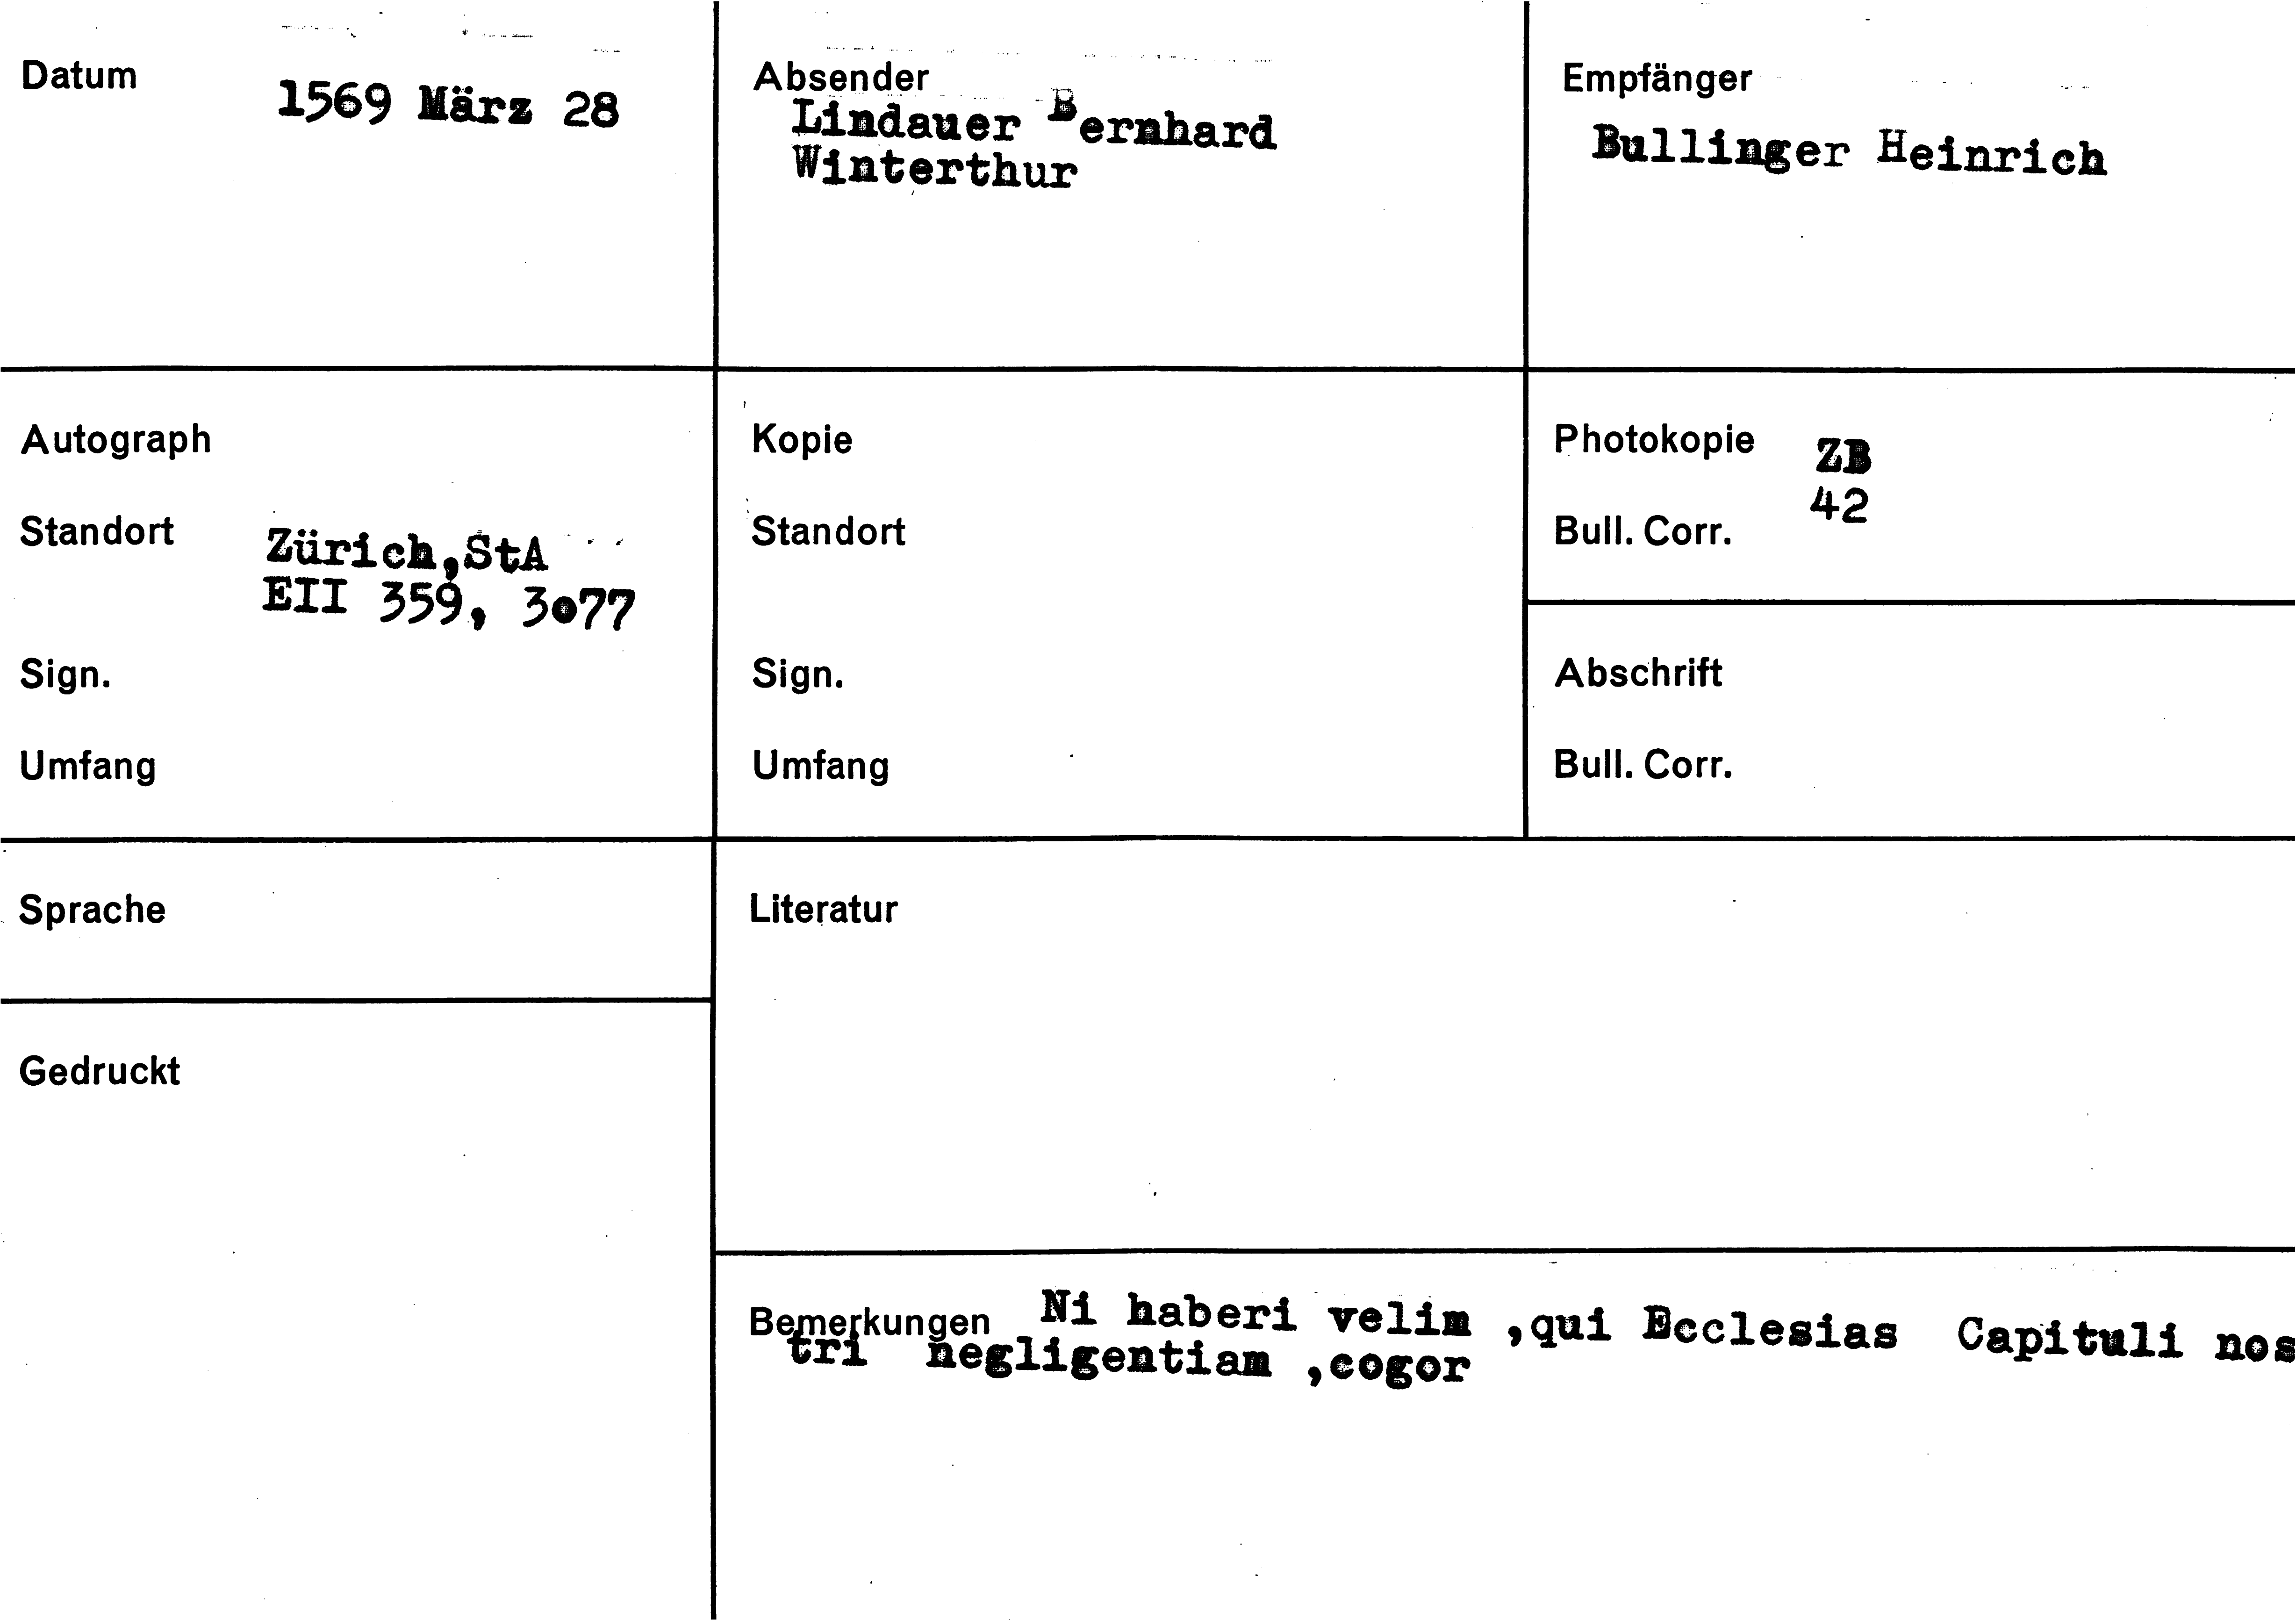 Datum
1569 März 28
Absender
Lindauer Bernhard
Winterthur
Empfänger
Bullinger Heinrich
Autograph
Standort
Zürich,StA
EII 359, 3o77
Sign.
Umfang
Kopie
Standort
Sign.
Umfang
Photokopie ZB
Bull. Corr. 42
Abschrift
Bull. Corr.
Sprache
Gedruckt
Literatur
Bemerkungen Ni haberi velim ,qui Ecclesias Capituli nos
tri negligentiam ,cogor